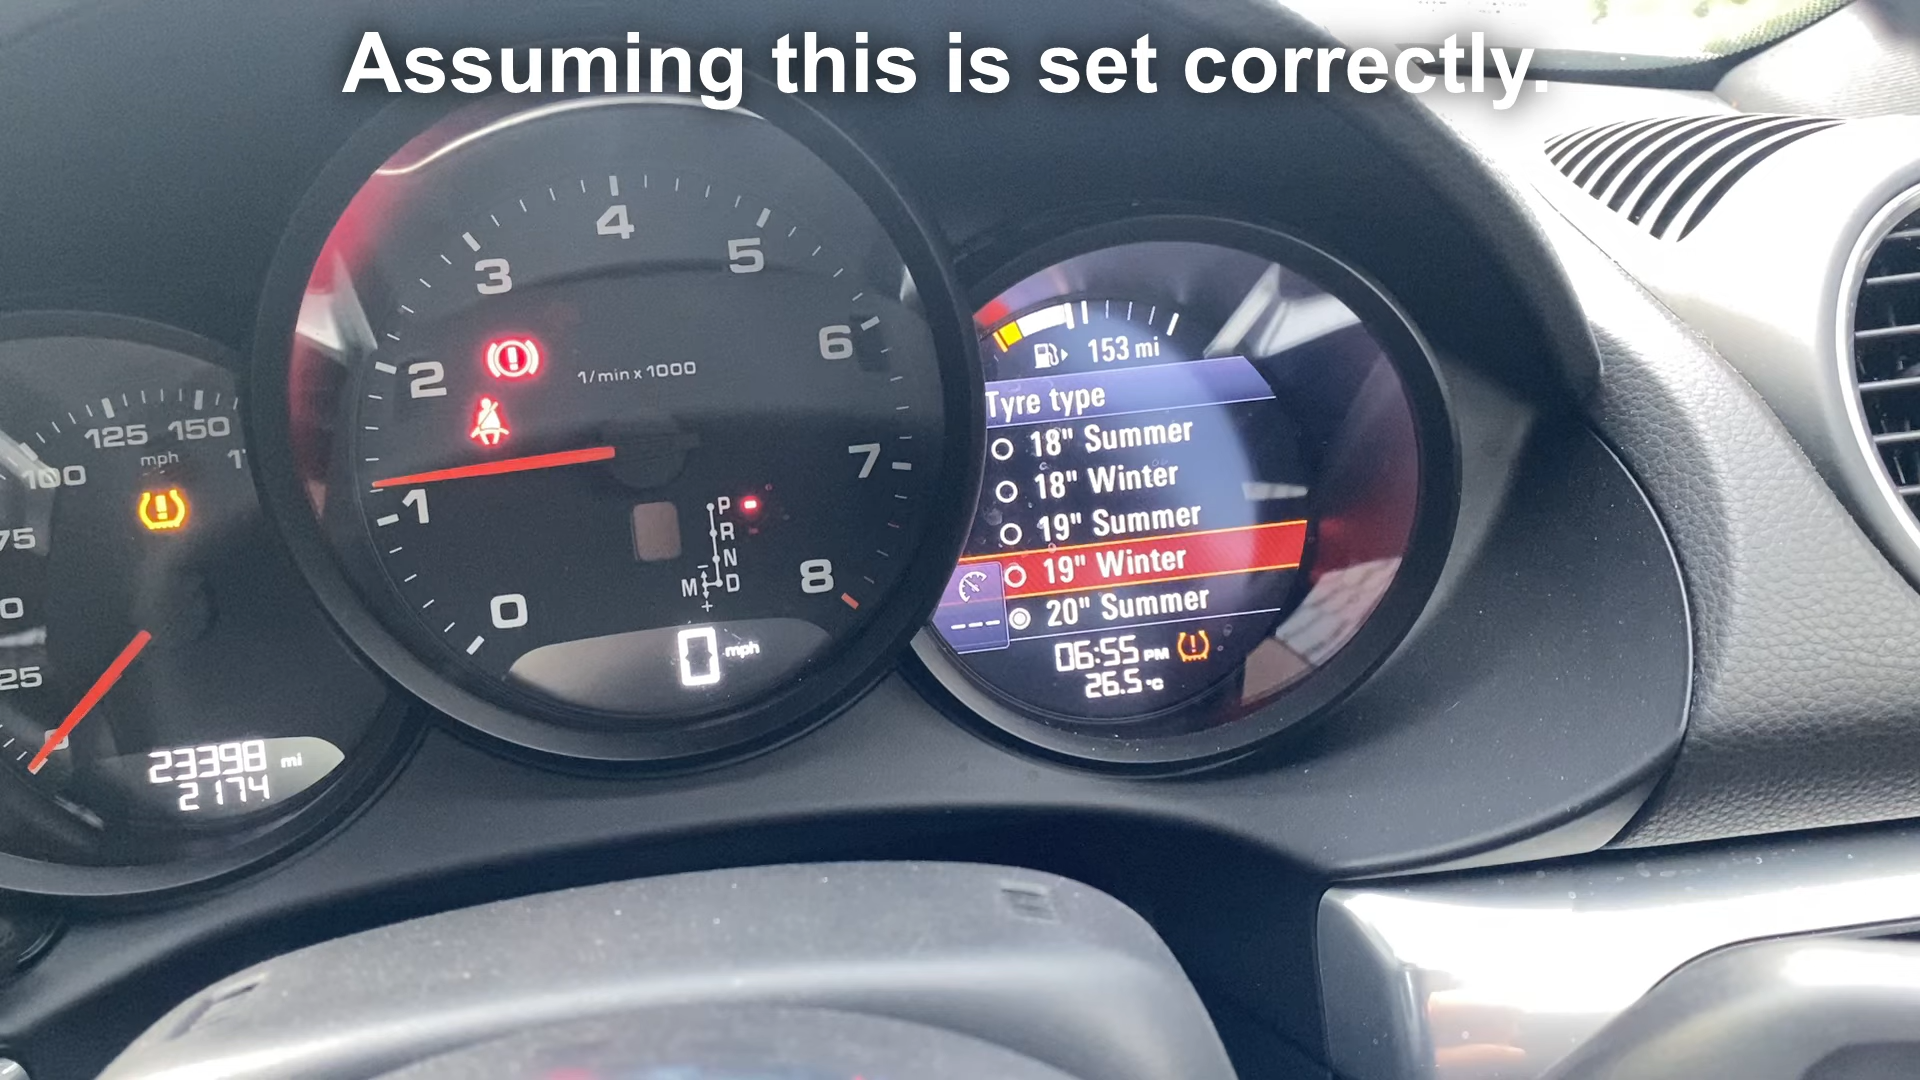 Assuming this is set correctly.
0
25
75
100
125
150
mph
23398 mi
2174
0
1
2
3
4
5
6
7
8
1/min x 1000
P
R
N
M D
-
+
0 mph
153 mi
Tyre type
18" Summer
18" Winter
19" Summer
19" Winter
20" Summer
---
06:55 PM
26.5 °C